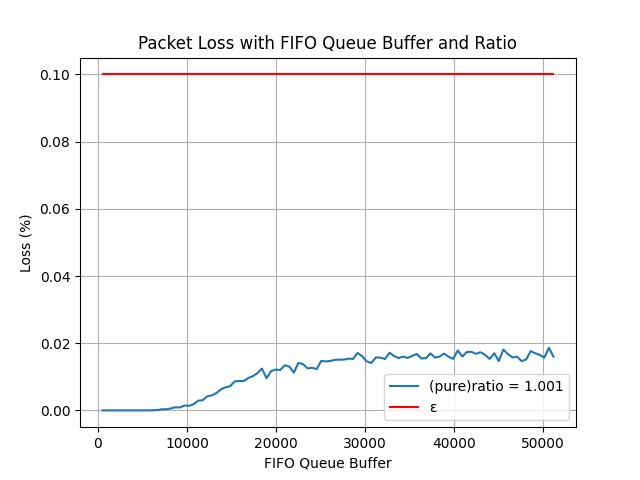 Packet Loss with FIFO Queue Buffer and Ratio
Loss (%)
0.10
0.08
0.06
0.04
0.02
0.00
0
10000
20000
30000
40000
50000
FIFO Queue Buffer
(pure)ratio = 1.001
ε